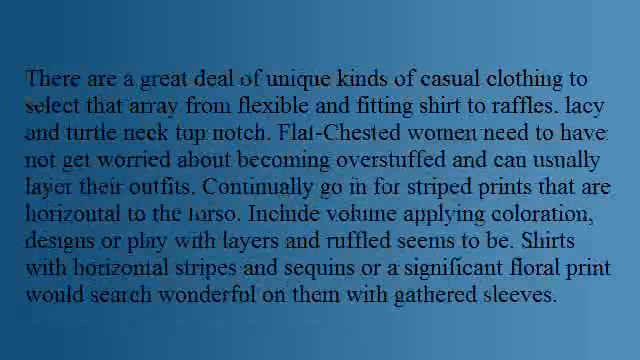 There are a great deal of unique kinds of casual clothing to
select that array from flexible and fitting shirt to raffles, lacy
and turtle neck top notch. Flat-Chested women need to have
not get worried about becoming overstuffed and can usually
layer their outfits. Continually go in for striped prints that are
horizontal to the torso. Include volume applying coloration,
designs or play with layers and ruffled seems to be. Shirts
with horizontal stripes and sequins or a significant floral print
would search wonderful on them with gathered sleeves.